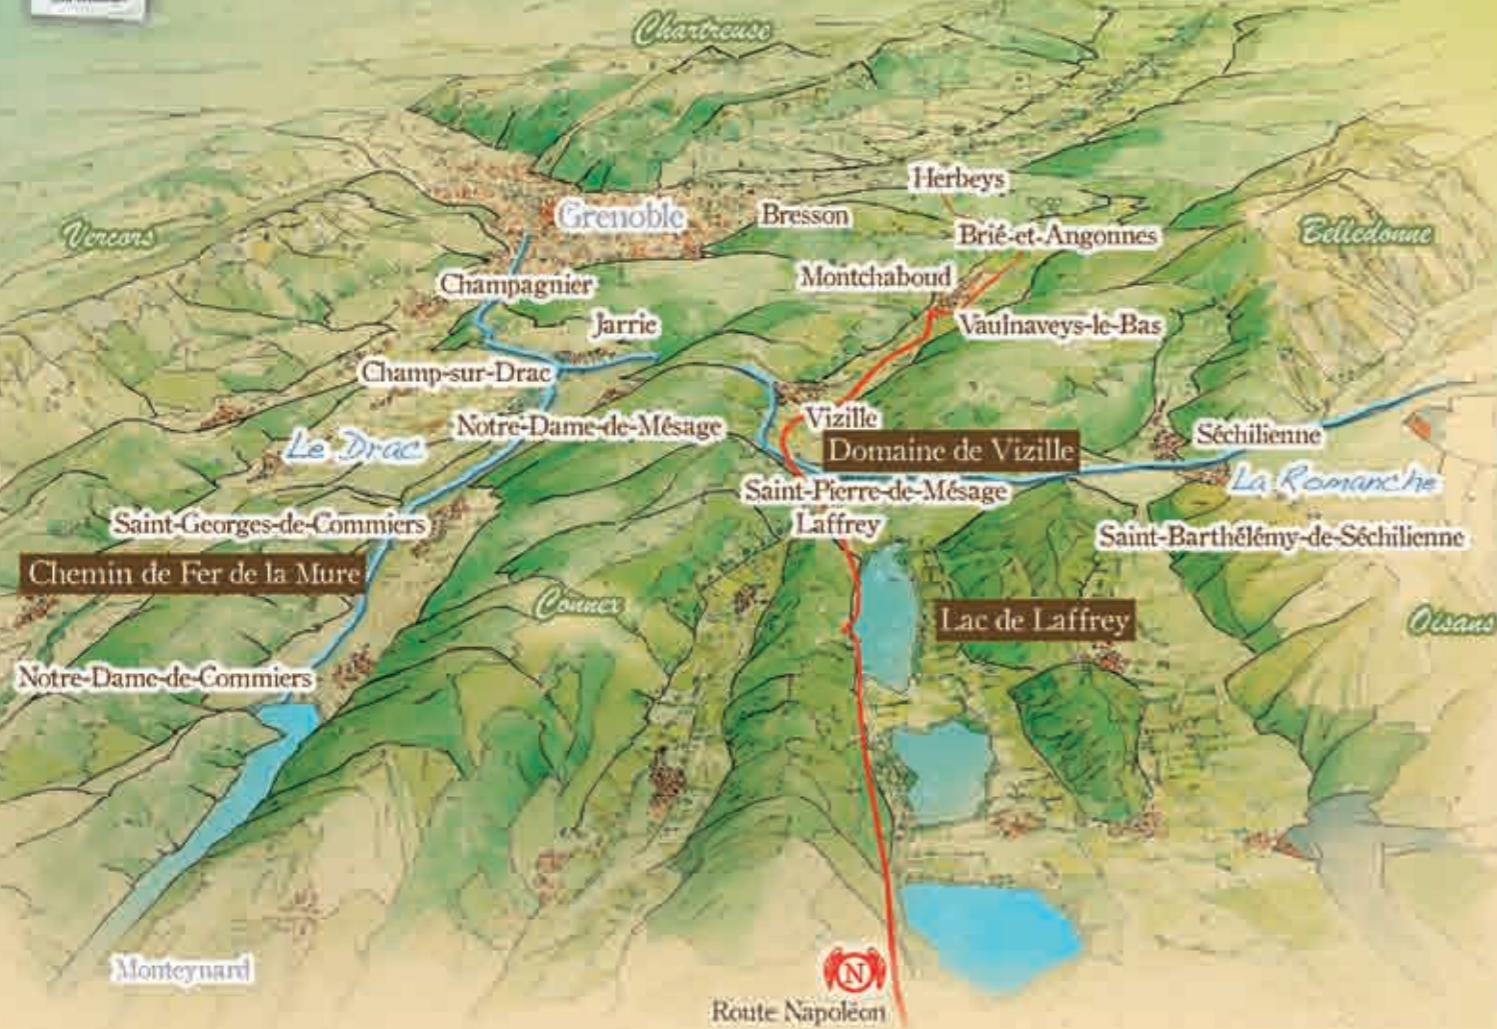 Chartreuse
Herbeys
Grenoble
Bresson
Vercors
Brié-et-Angonnes
Belledonne
Champagnier
Montchaboud
Jarrie
Vaulnaveys-le-Bas
Champ-sur-Drac
Vizille
Notre-Dame-de-Mésage
Séchilienne
Le Drac
Domaine de Vizille
La Romanche
Saint-Pierre-de-Mésage
Saint-Georges-de-Commiers
Laffrey
Saint-Barthélémy-de-Séchilienne
Chemin de Fer de la Mure
Connex
Lac de Laffrey
Oisans
Notre-Dame-de-Commiers
Monteynard
N
Route Napoléon